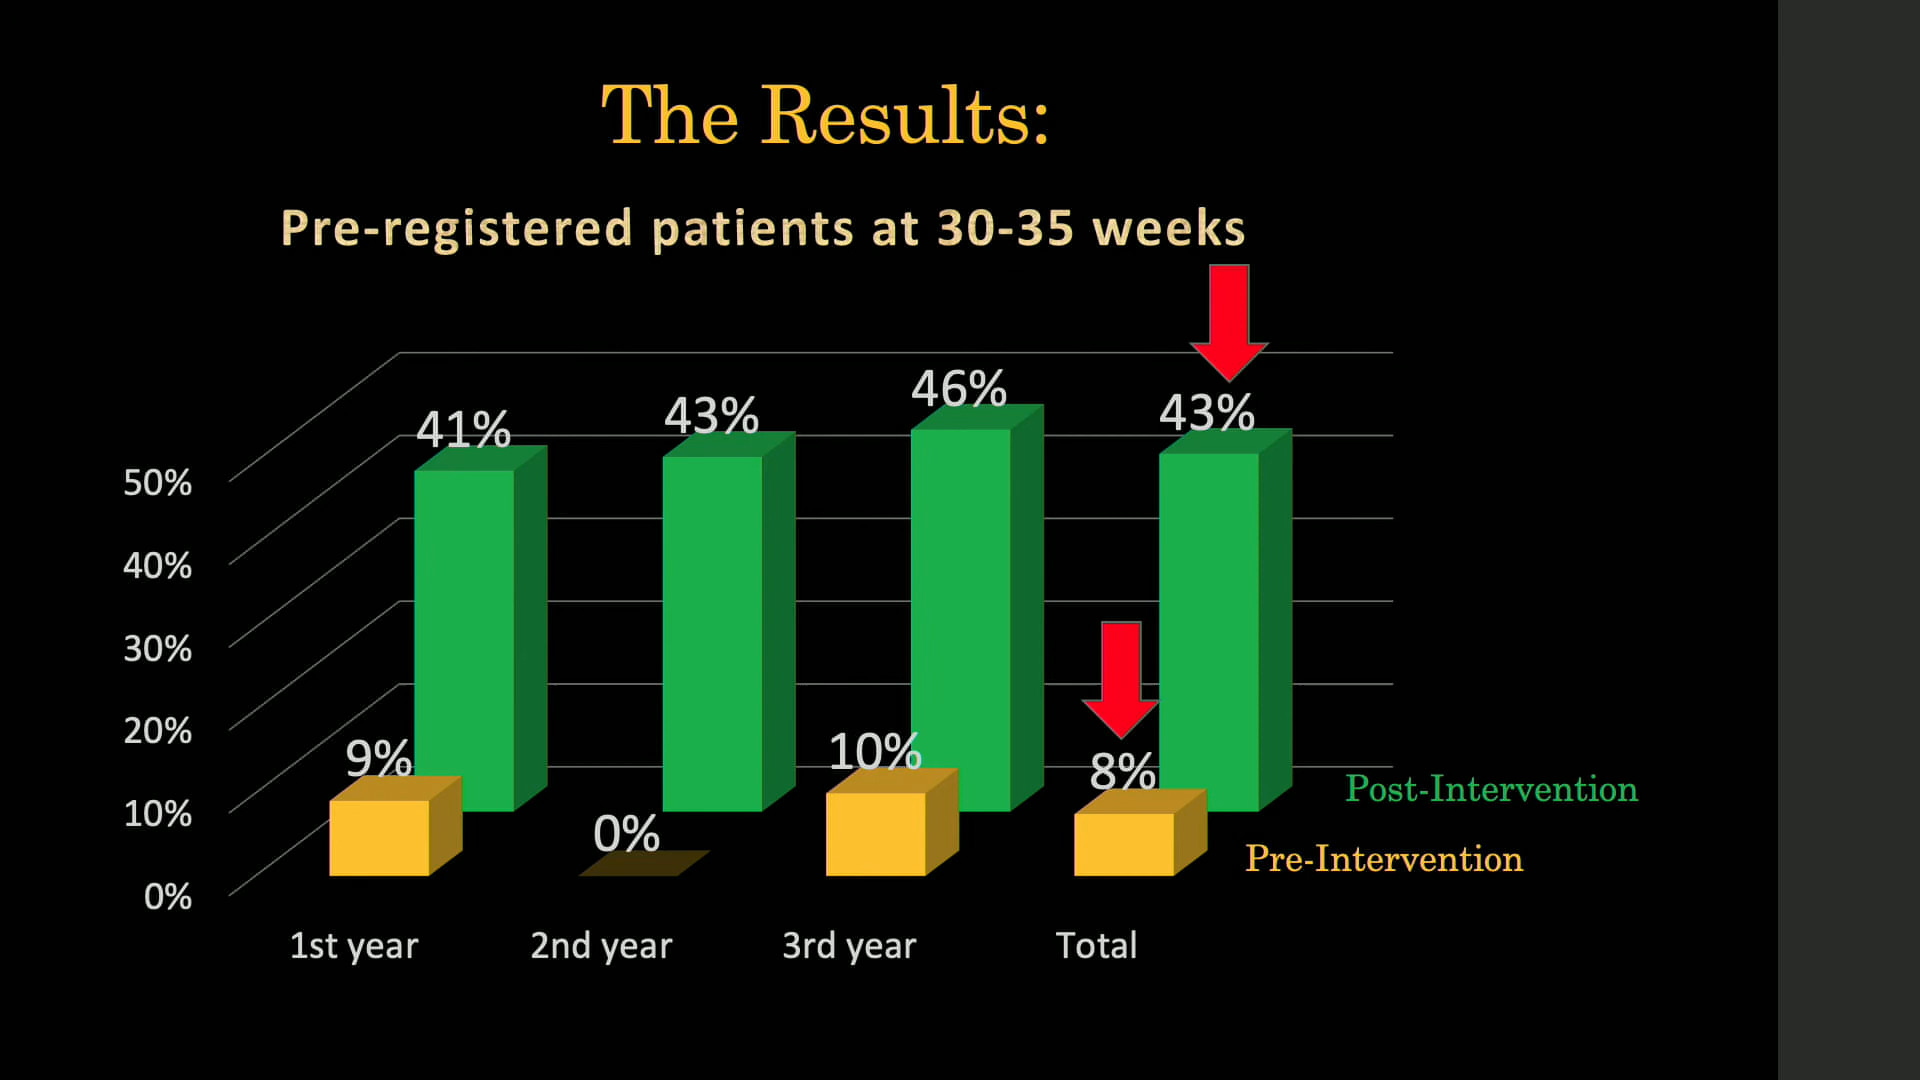 The Results:
Pre-registered patients at 30-35 weeks
50%
40%
30%
20%
10%
0%
41%
43%
46%
43%
9%
0%
10%
8%
Post-Intervention
Pre-Intervention
1st year
2nd year
3rd year
Total